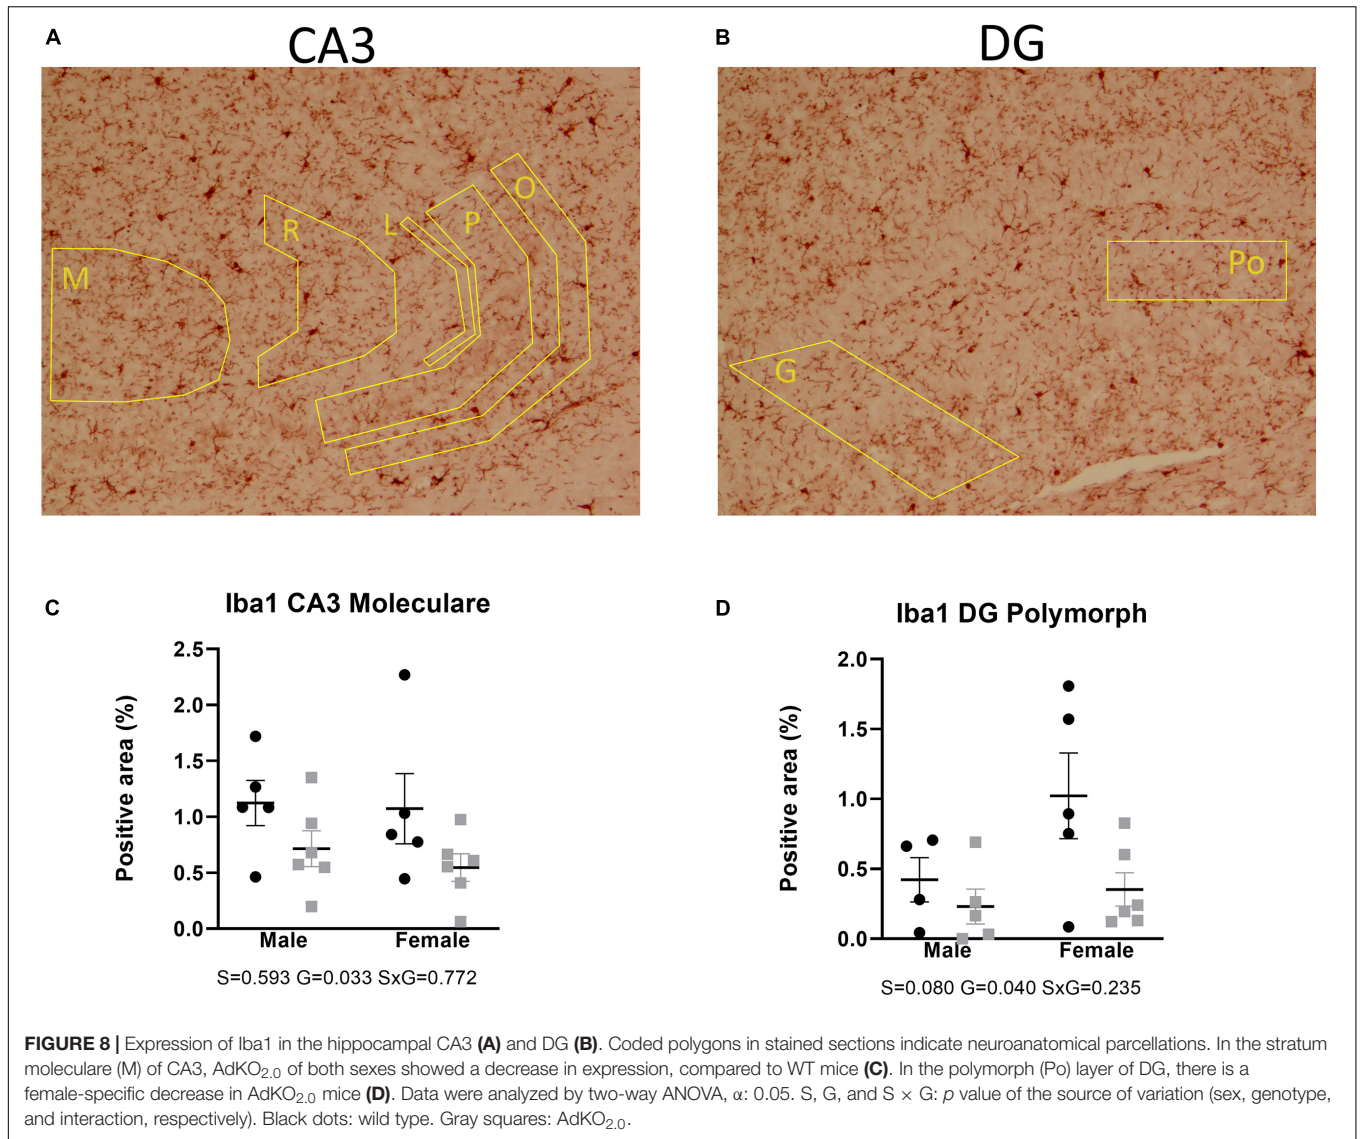 A
CA3
B
DG
M
R
L
P
O
Po
G
C
Iba1 CA3 Moleculare
Positive area (%)
2.5
2.0
1.5
1.0
0.5
0.0
Male
Female
S=0.593 G=0.033 SxG=0.772
D
Iba1 DG Polymorph
Positive area (%)
2.0
1.5
1.0
0.5
0.0
Male
Female
S=0.080 G=0.040 SxG=0.235
FIGURE 8 | Expression of Iba1 in the hippocampal CA3 (A) and DG (B). Coded polygons in stained sections indicate neuroanatomical parcellations. In the stratum
moleculare (M) of CA3, AdKO2.0 of both sexes showed a decrease in expression, compared to WT mice (C). In the polymorph (Po) layer of DG, there is a
female-specific decrease in AdKO2.0 mice (D). Data were analyzed by two-way ANOVA, α: 0.05. S, G, and S × G: p value of the source of variation (sex, genotype,
and interaction, respectively). Black dots: wild type. Gray squares: AdKO2.0.